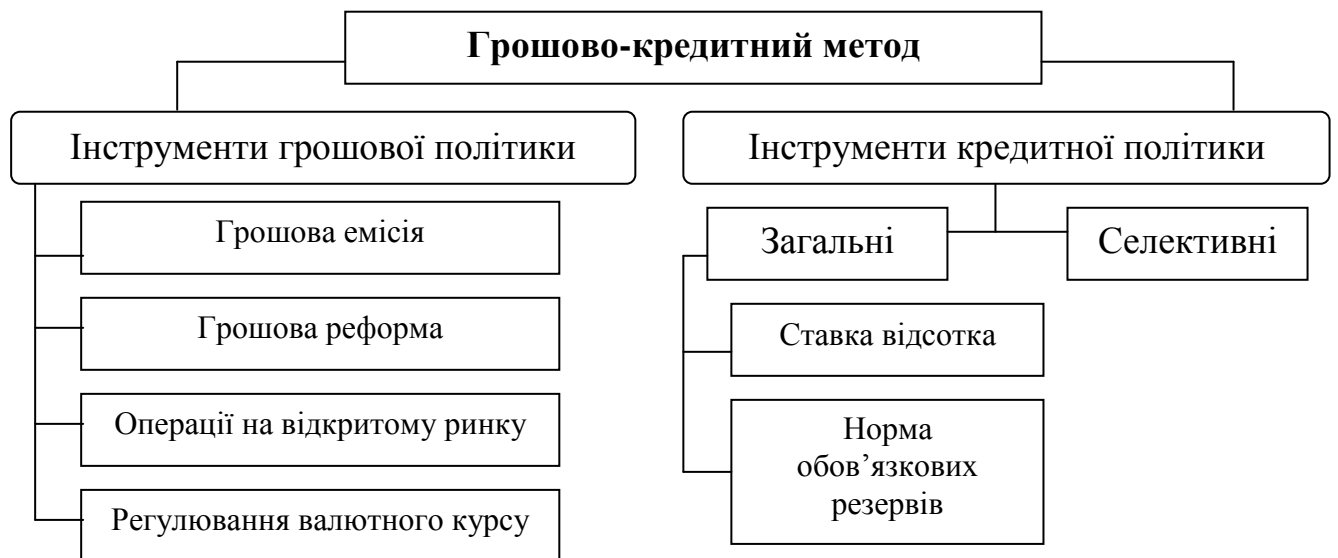 Грошово-кредитний метод
Інструменти грошової політики
Грошова емісія
Грошова реформа
Операції на відкритому ринку
Регулювання валютного курсу
Інструменти кредитної політики
Загальні
Селективні
Ставка відсотка
Норма
обов’язкових
резервів